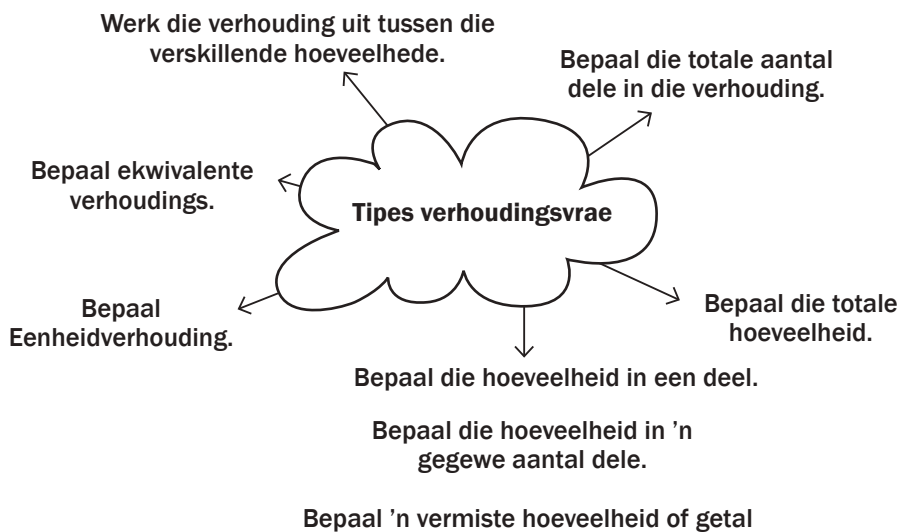 Werk die verhouding uit tussen die
verskillende hoeveelhede.
Bepaal die totale aantal
dele in die verhouding.
Bepaal ekwivalente
verhoudings.
Tipes verhoudingsvrae
Bepaal
Eenheidverhouding.
Bepaal die totale
hoeveelheid.
Bepaal die hoeveelheid in een deel.
Bepaal die hoeveelheid in ’n
gegewe aantal dele.
Bepaal ’n vermiste hoeveelheid of getal